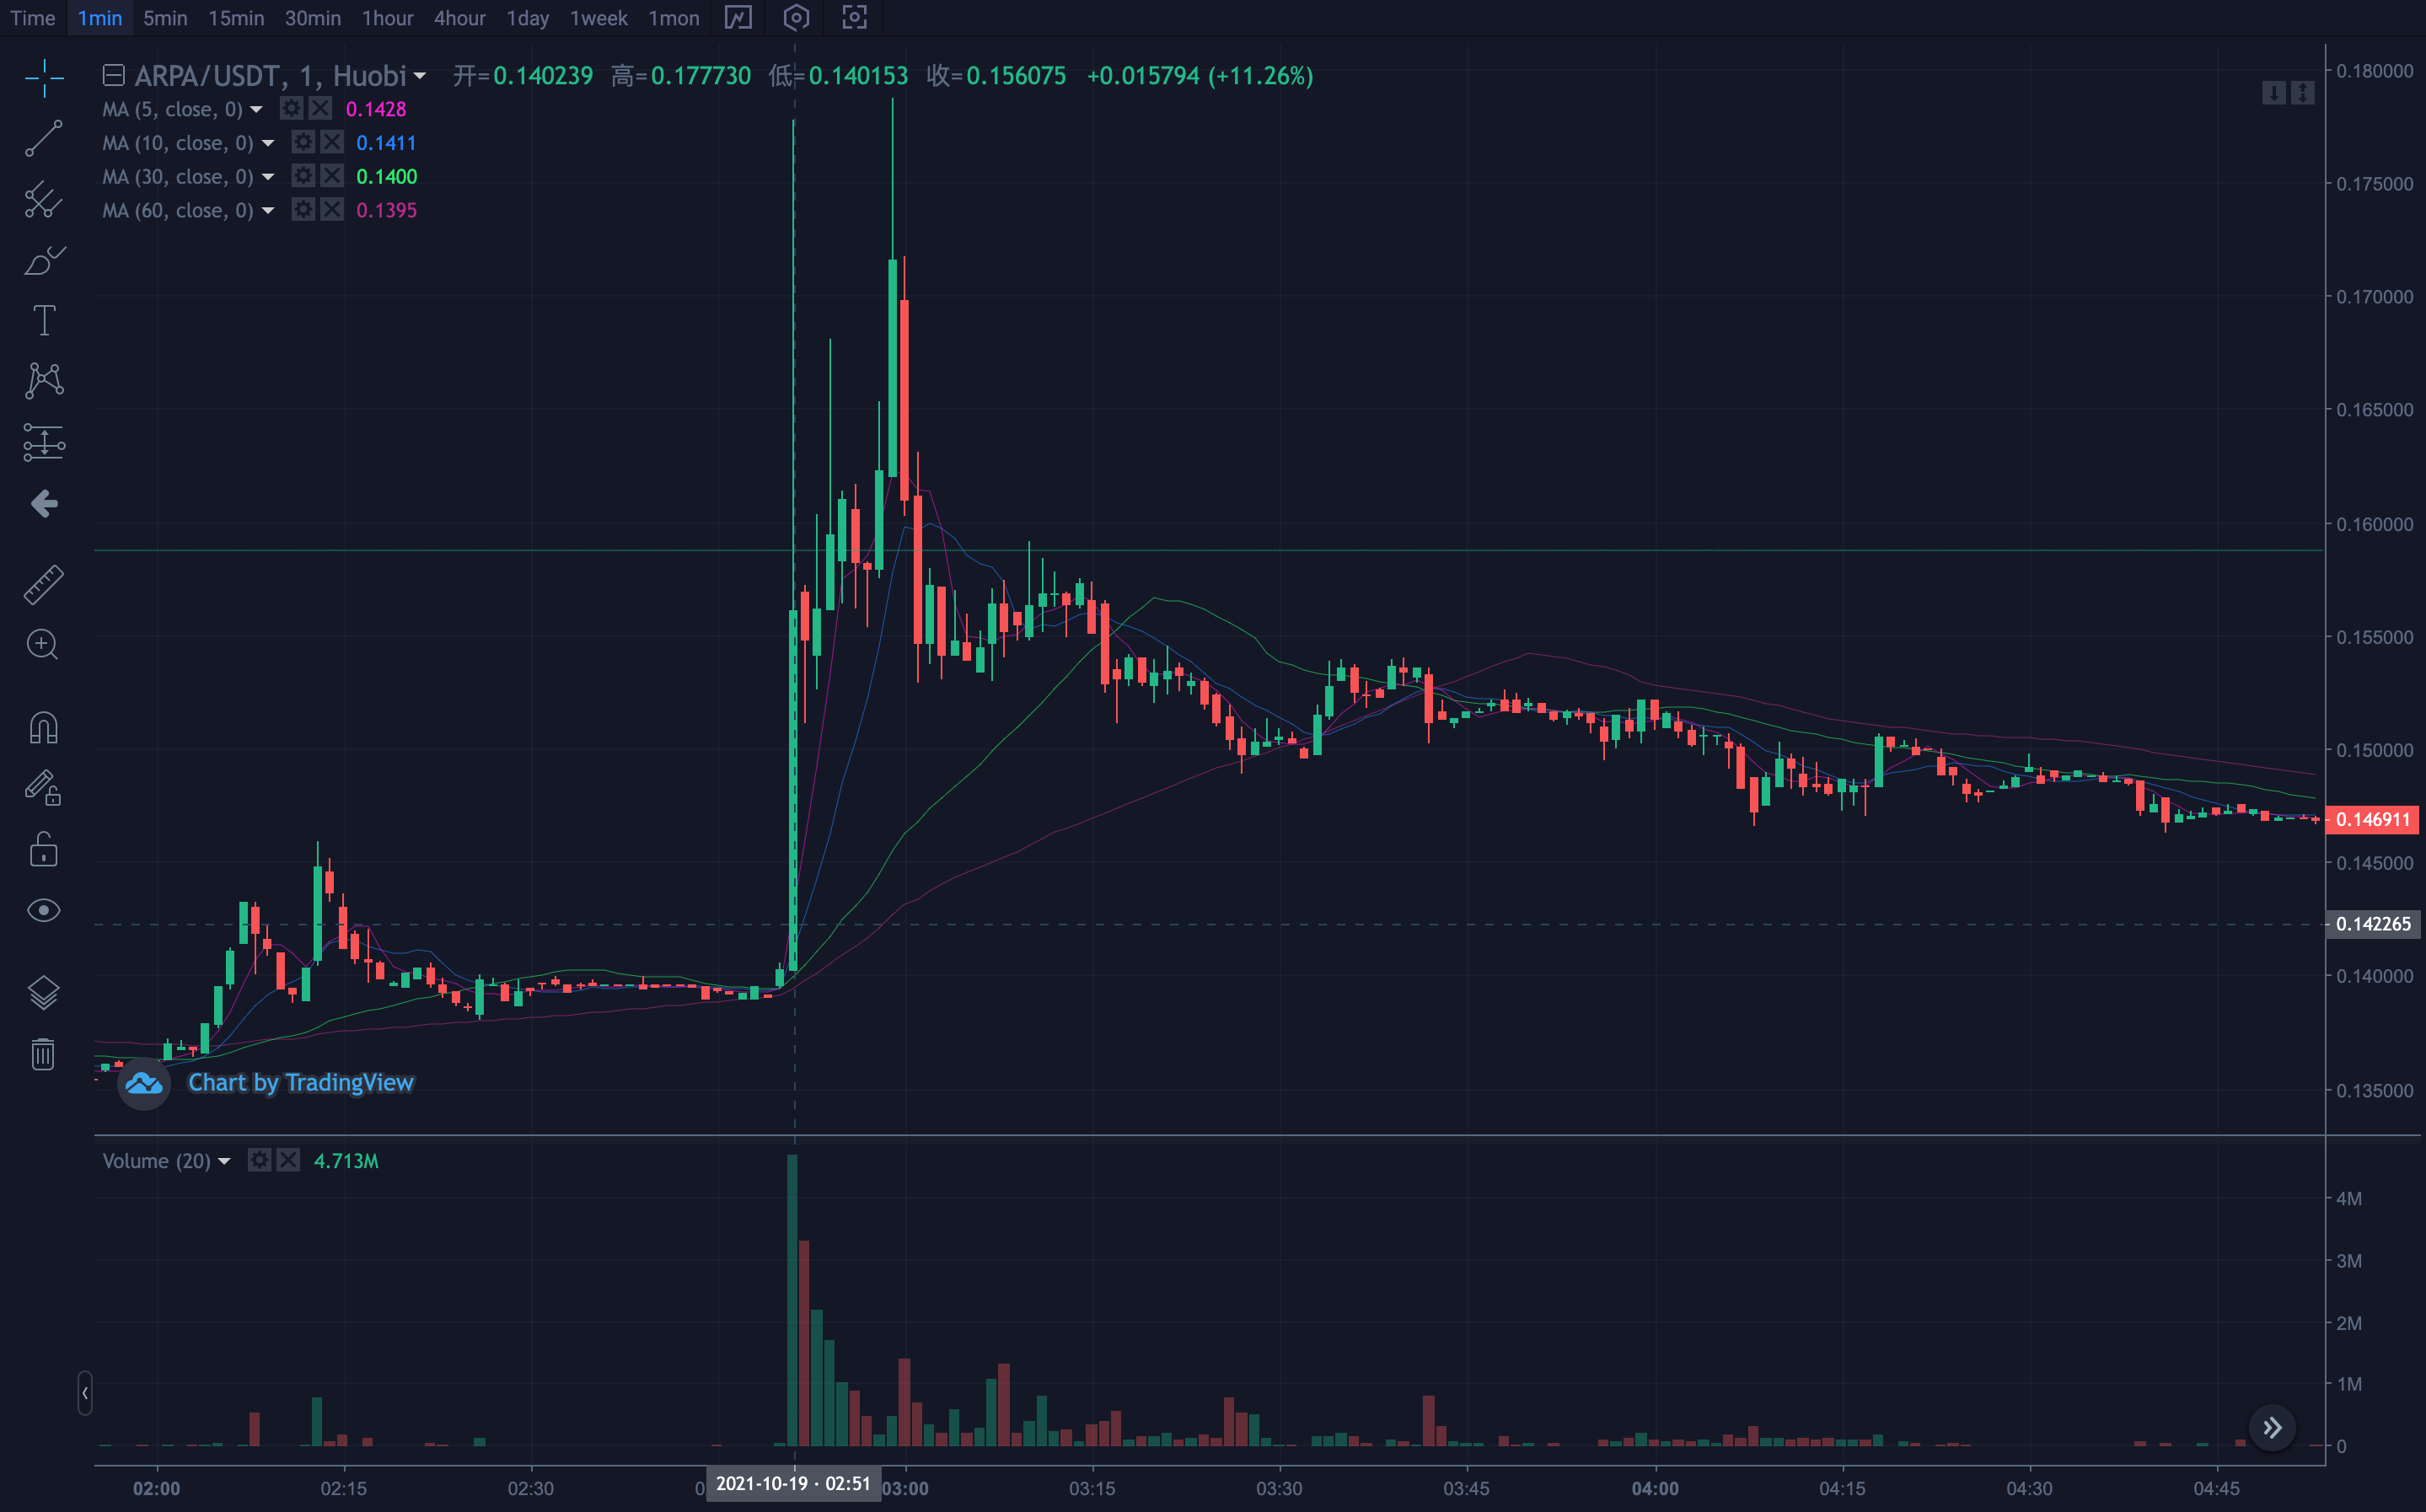 Time 1min 5min 15min 30min 1hour 4hour 1day 1week 1mon
ARPA/USDT, 1, Huobi 开=0.140239 高=0.177730 低=0.140153 收=0.156075 +0.015794 (+11.26%)
MA (5, close, 0) 0.1428
MA (10, close, 0) 0.1411
MA (30, close, 0) 0.1400
MA (60, close, 0) 0.1395
0.180000
0.175000
0.170000
0.165000
0.160000
0.155000
0.150000
0.146911
0.145000
0.142265
0.140000
0.135000
Chart by TradingView
Volume (20) 4.713M
4M
3M
2M
1M
0
02:00 02:15 02:30 2021-10-19 · 02:51 03:00 03:15 03:30 03:45 04:00 04:15 04:30 04:45